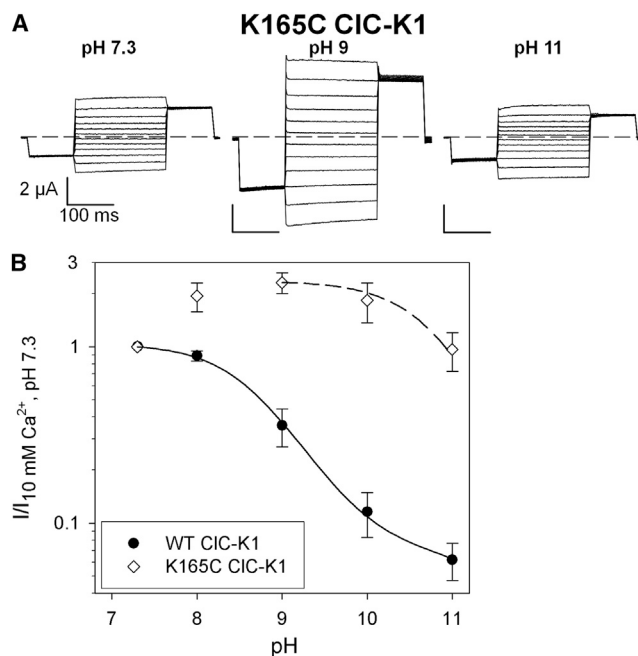 A
K165C ClC-K1
pH 7.3
pH 9
pH 11
2 µA
100 ms
B
3
1
0.1
I/I10 mM Ca2+, pH 7.3
WT ClC-K1
K165C ClC-K1
7 8 9 10 11
pH